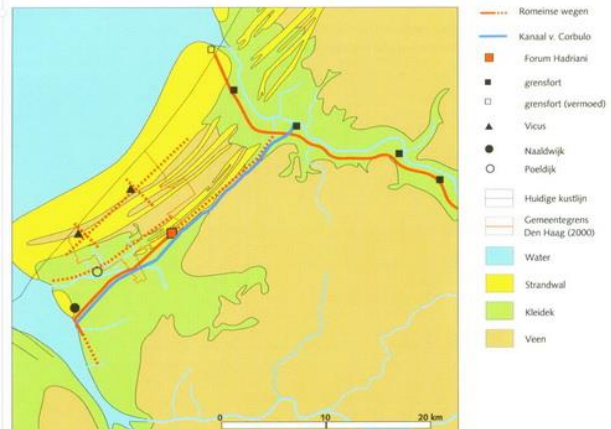 Romeinse wegen
Kanaal v. Corbulo
Forum Hadriani
grensfort
grensfort (vermoed)
Vicus
Naaldwijk
Poeldijk
Huidige kustlijn
Gemeentegrens
Den Haag (2000)
Water
Strandwal
Kleidek
Veen
0 10 20 km